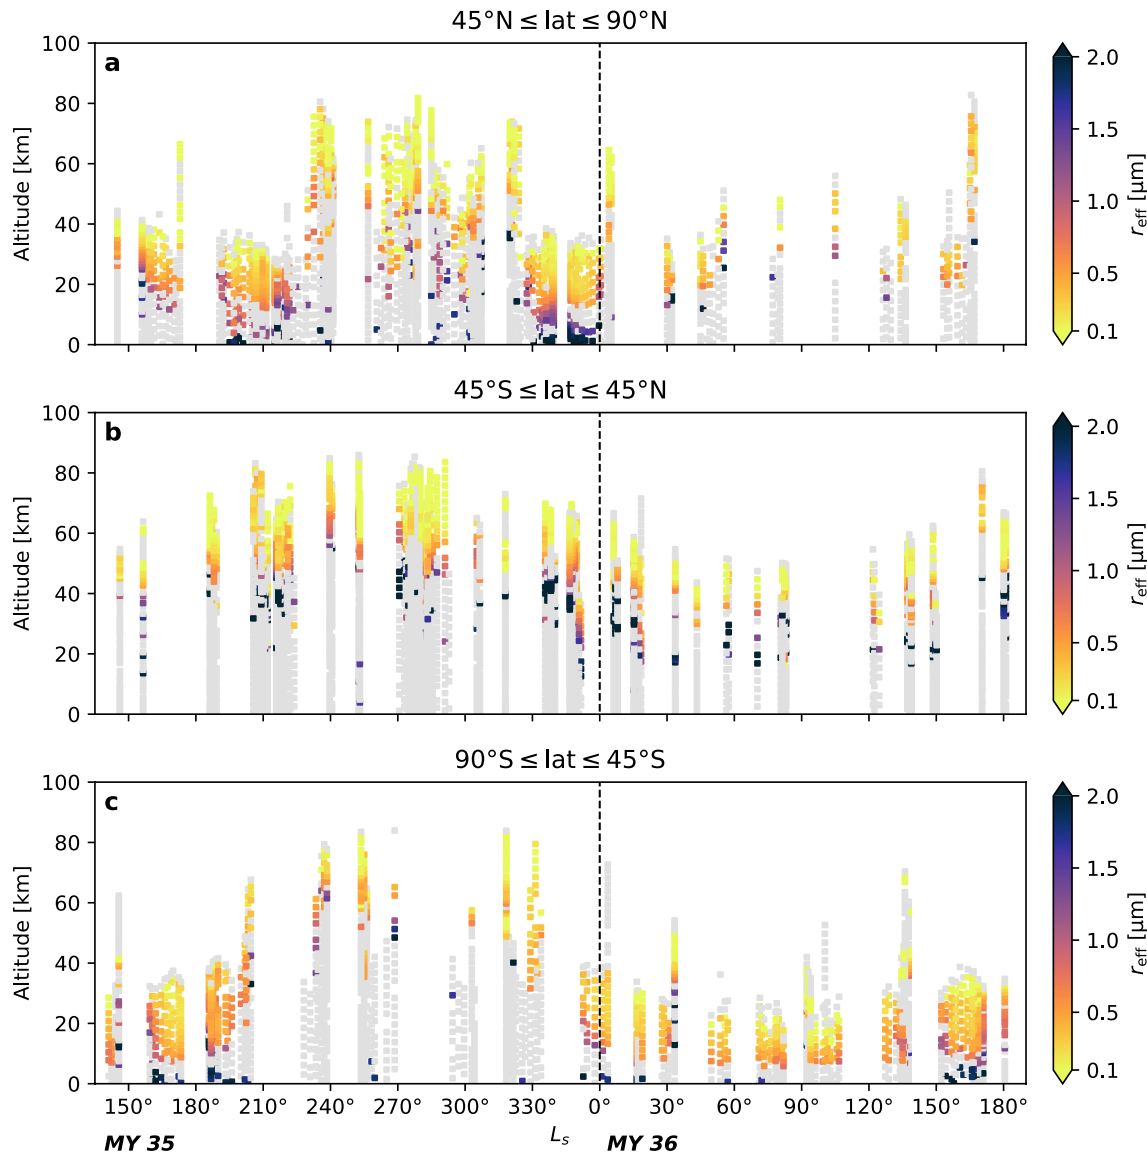 45°N ≤ lat ≤ 90°N
a
100
80
60
40
20
0
Altitude [km]
2.0
1.5
1.0
0.5
0.1
r_eff [μm]
45°S ≤ lat ≤ 45°N
b
100
80
60
40
20
0
Altitude [km]
2.0
1.5
1.0
0.5
0.1
r_eff [μm]
90°S ≤ lat ≤ 45°S
c
100
80
60
40
20
0
Altitude [km]
2.0
1.5
1.0
0.5
0.1
r_eff [μm]
150° 180° 210° 240° 270° 300° 330° 0° 30° 60° 90° 120° 150° 180°
MY 35 L_s MY 36